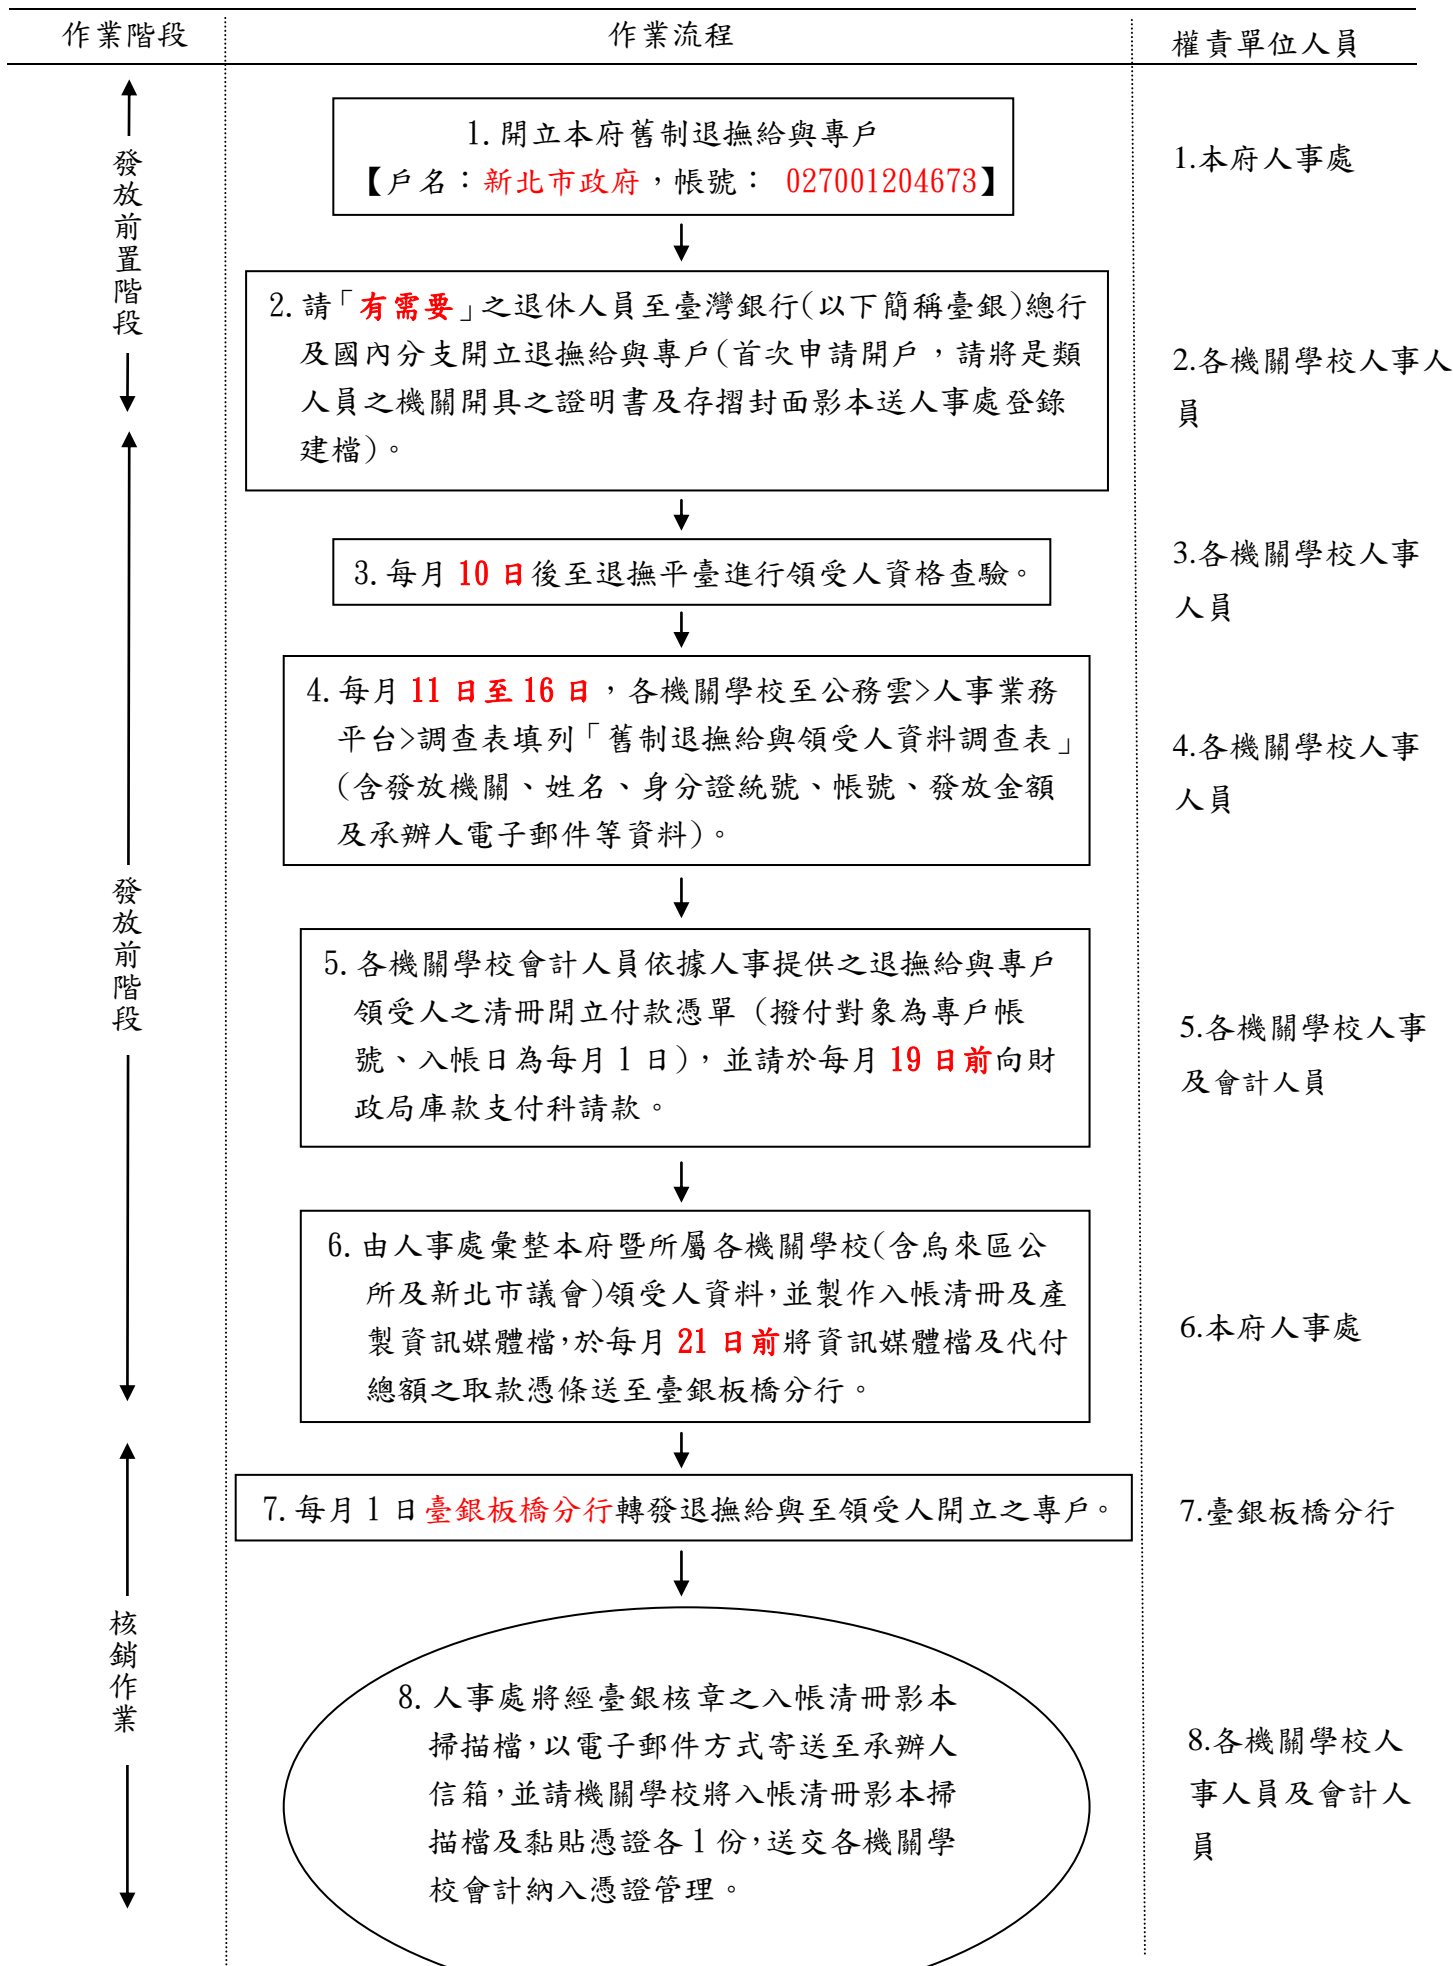 作業階段
作業流程
權責單位人員
發放前置階段
1.開立本府舊制退撫給與專戶
【戶名：新北市政府，帳號： 027001204673】
1.本府人事處
2.請「有需要」之退休人員至臺灣銀行(以下簡稱臺銀)總行
及國內分支開立退撫給與專戶(首次申請開戶，請將是類
人員之機關開具之證明書及存摺封面影本送人事處登錄
建檔)。
2.各機關學校人事人
員
發放前階段
3.每月 10 日後至退撫平臺進行領受人資格查驗。
3.各機關學校人事
人員
4.每月 11 日至 16 日，各機關學校至公務雲>人事業務
平台>調查表填列「舊制退撫給與領受人資料調查表」
(含發放機關、姓名、身分證統號、帳號、發放金額
及承辦人電子郵件等資料)。
4.各機關學校人事
人員
5.各機關學校會計人員依據人事提供之退撫給與專戶
領受人之清冊開立付款憑單 (撥付對象為專戶帳
號、入帳日為每月 1 日)，並請於每月 19 日前向財
政局庫款支付科請款。
5.各機關學校人事
及會計人員
6.由人事處彙整本府暨所屬各機關學校(含烏來區公
所及新北市議會)領受人資料，並製作入帳清冊及產
製資訊媒體檔，於每月 21 日前將資訊媒體檔及代付
總額之取款憑條送至臺銀板橋分行。
6.本府人事處
核銷作業
7.每月 1 日臺銀板橋分行轉發退撫給與至領受人開立之專戶。
7.臺銀板橋分行
8.人事處將經臺銀核章之入帳清冊影本
掃描檔，以電子郵件方式寄送至承辦人
信箱，並請機關學校將入帳清冊影本掃
描檔及黏貼憑證各 1 份，送交各機關學
校會計納入憑證管理。
8.各機關學校人
事人員及會計人
員